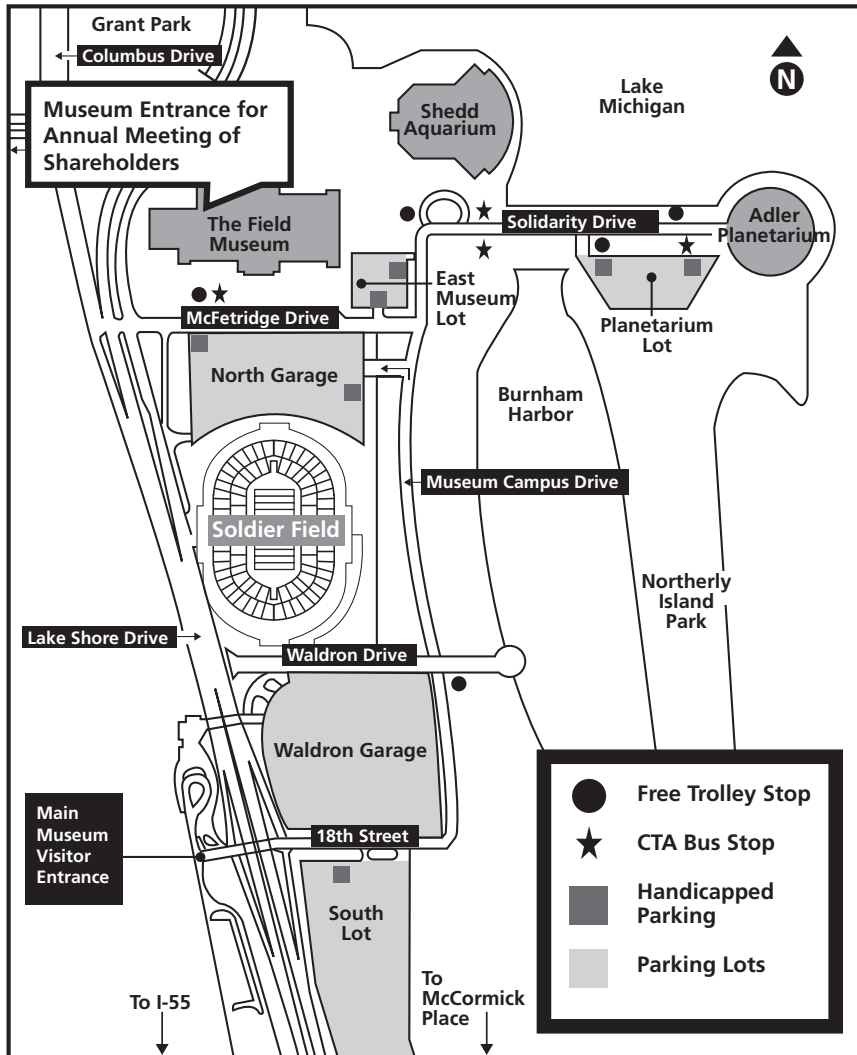 Grant Park
Columbus Drive
N
Museum Entrance for
Annual Meeting of
Shareholders
Shedd
Aquarium
Lake
Michigan
The Field
Museum
Solidarity Drive
Adler
Planetarium
East
Museum
Lot
Planetarium
Lot
McFetridge Drive
North Garage
Burnham
Harbor
Museum Campus Drive
Soldier Field
Northerly
Island
Park
Lake Shore Drive
Waldron Drive
Waldron Garage
Main
Museum
Visitor
Entrance
18th Street
South
Lot
To I-55
To
McCormick
Place
Free Trolley Stop
CTA Bus Stop
Handicapped
Parking
Parking Lots